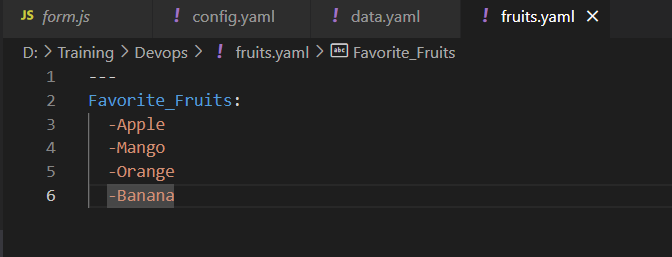 JS form.js ! config.yaml ! data.yaml ! fruits.yaml ×
D: > Training > Devops > ! fruits.yaml > abc Favorite_Fruits
1 ---
2 Favorite_Fruits:
3 -Apple
4 -Mango
5 -Orange
6 -Banana